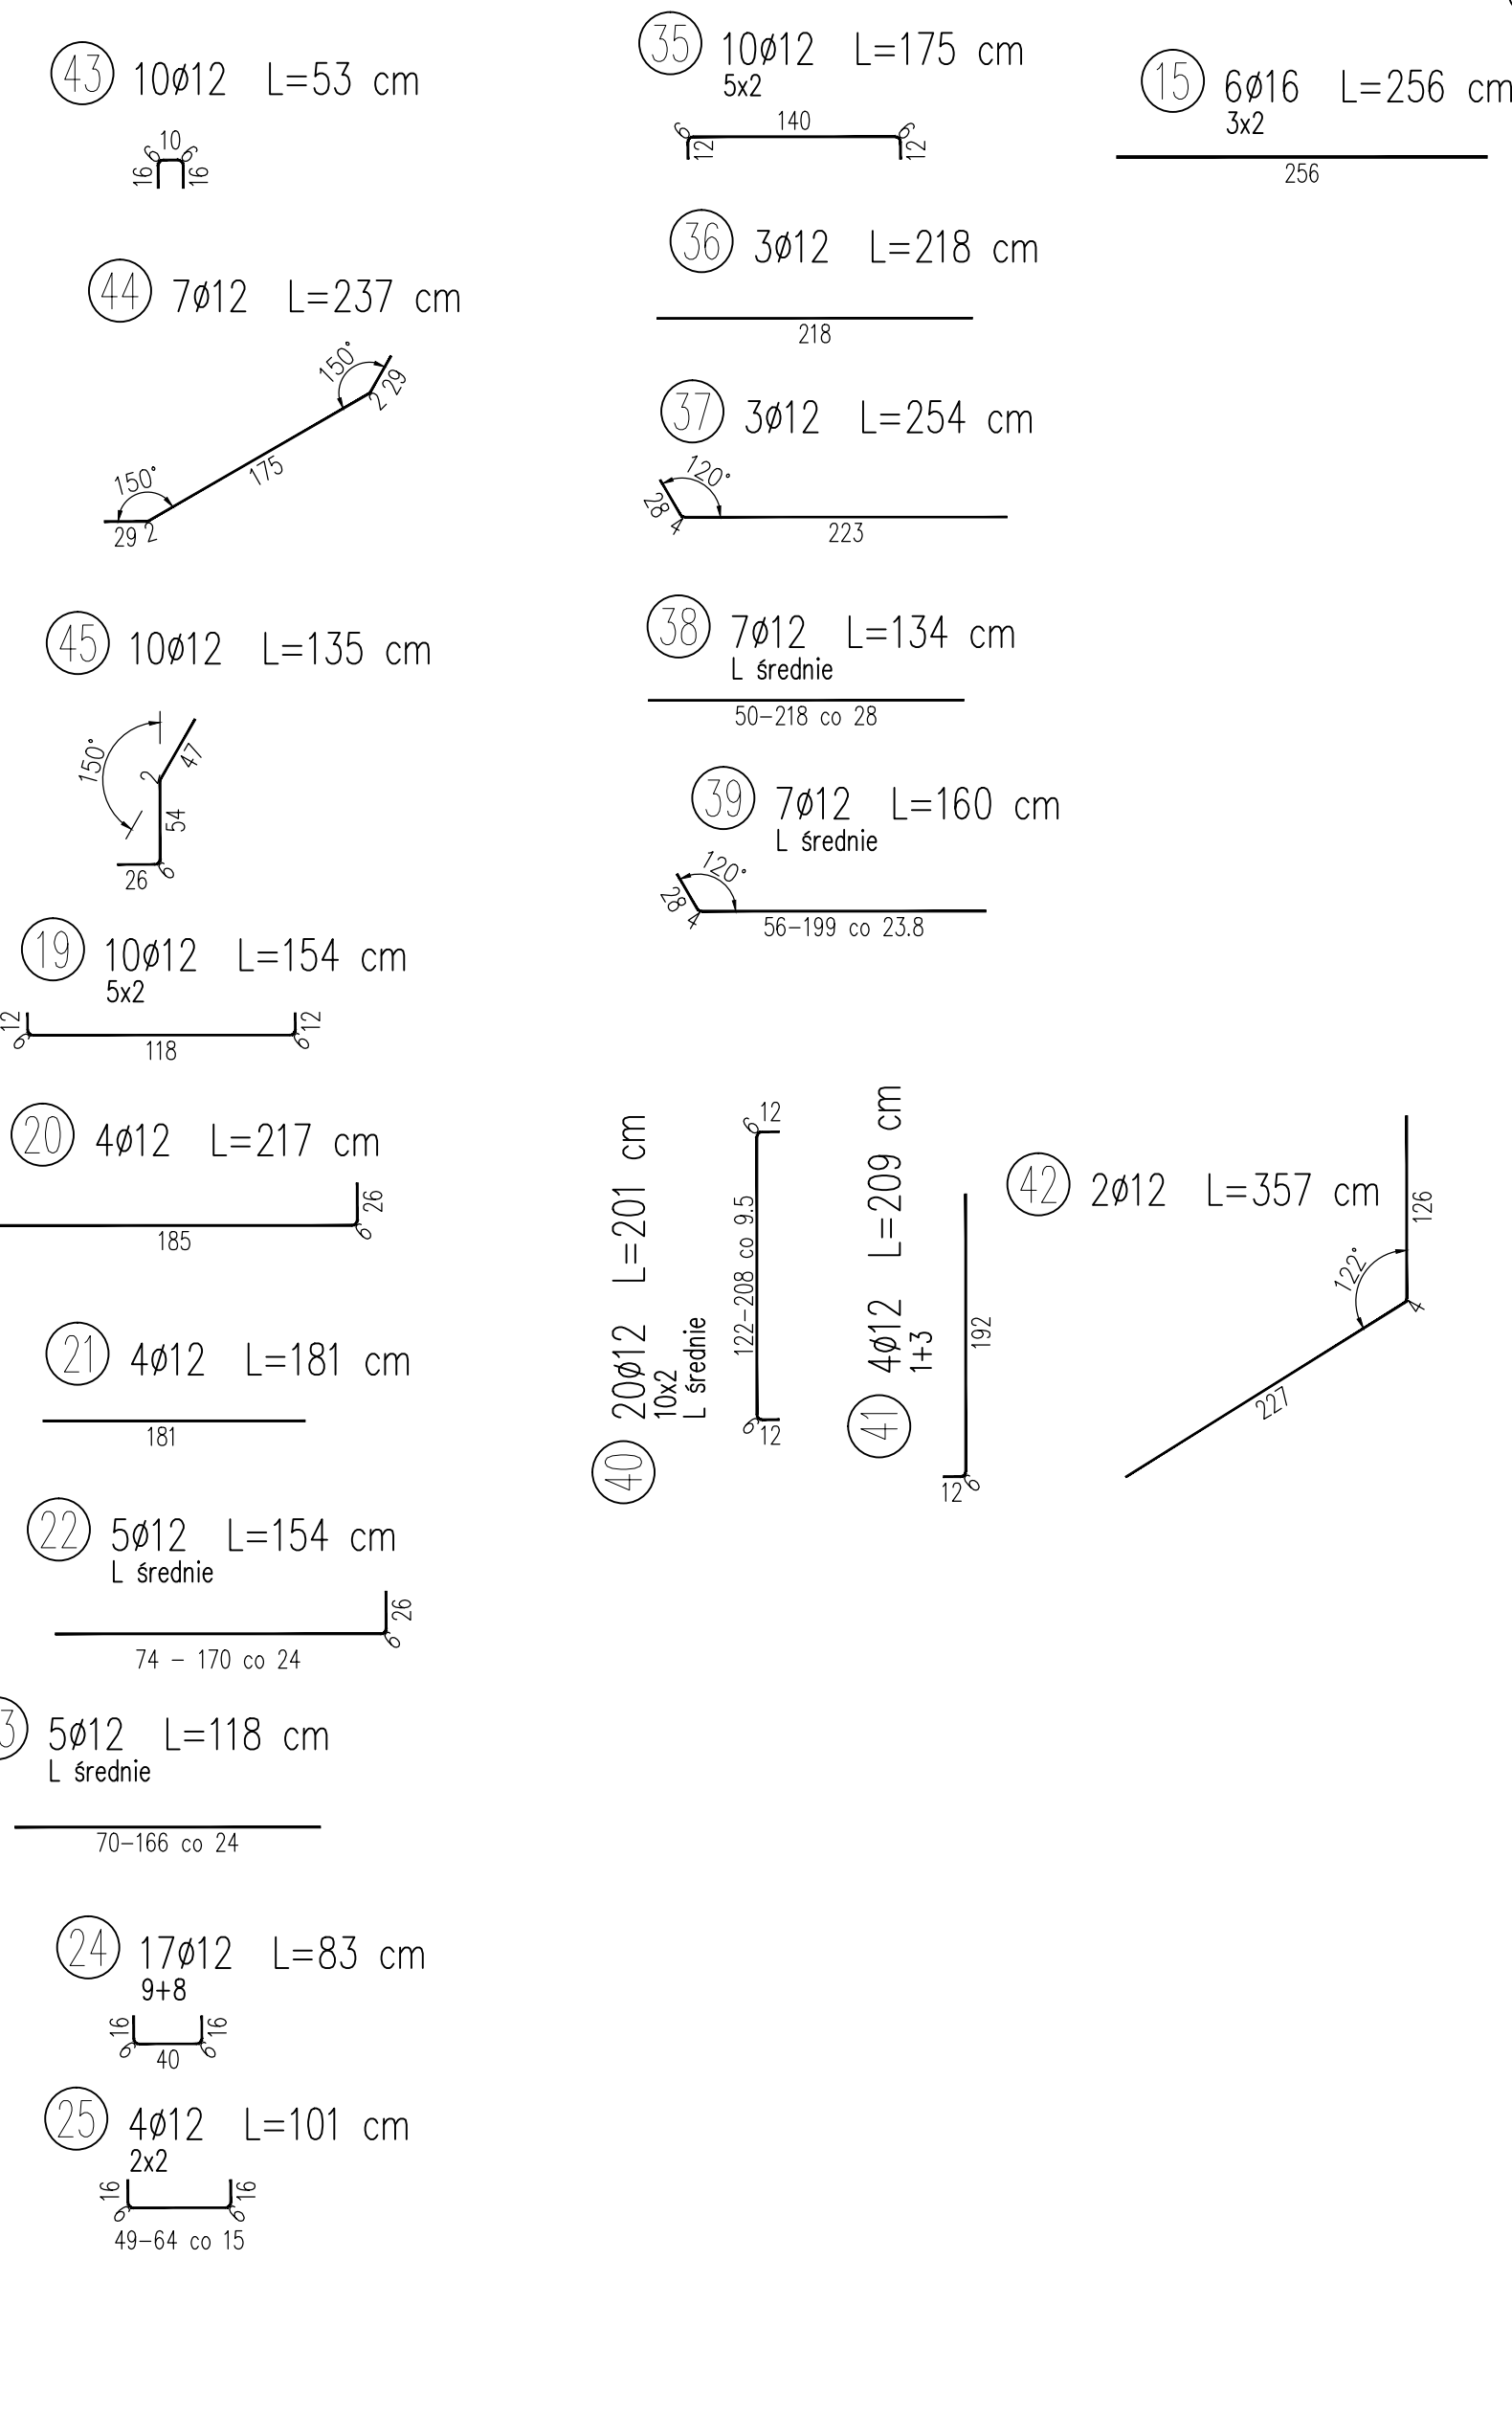 43 10ø12 L=53 cm
10
6 6
16 16
44 7ø12 L=237 cm
150°
2 29
175
150°
29 2
45 10ø12 L=135 cm
150°
2 47
54
26 6
19 10ø12 L=154 cm
5x2
12 12
6 118 6
20 4ø12 L=217 cm
26
185 6
21 4ø12 L=181 cm
181
22 5ø12 L=154 cm
L średnie
26
6
74 - 170 co 24
3 5ø12 L=118 cm
L średnie
70-166 co 24
24 17ø12 L=83 cm
9+8
16 16
6 40 6
25 4ø12 L=101 cm
2x2
16 16
6 6
49-64 co 15
35 10ø12 L=175 cm
5x2
6 140 6
12 12
36 3ø12 L=218 cm
218
37 3ø12 L=254 cm
120°
28 4
223
38 7ø12 L=134 cm
L średnie
50-218 co 28
39 7ø12 L=160 cm
L średnie
120°
28 4
56-199 co 23.8
40 20ø12 L=201 cm
10x2
L średnie
6 12
122-208 co 9.5
6 12
41 4ø12 L=209 cm
1+3
192
12 6
15 6ø16 L=256 cm
3x2
256
42 2ø12 L=357 cm
126
122°
4
227